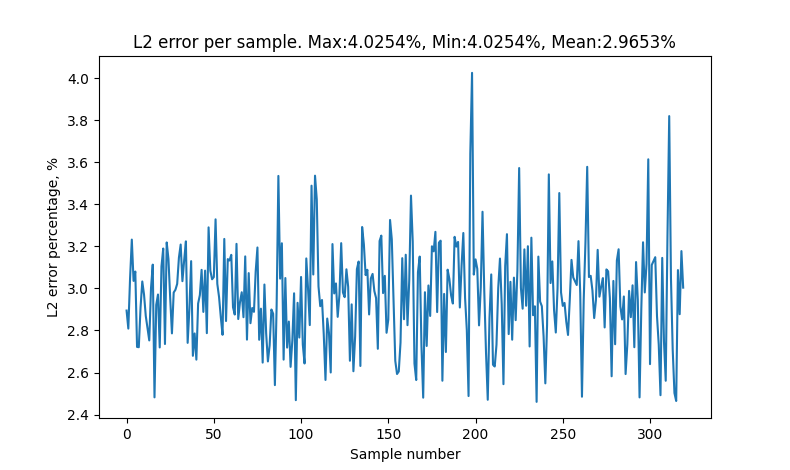 L2 error per sample. Max:4.0254%, Min:4.0254%, Mean:2.9653%
4.0
3.8
3.6
3.4
3.2
3.0
2.8
2.6
2.4
L2 error percentage, %
0 50 100 150 200 250 300
Sample number